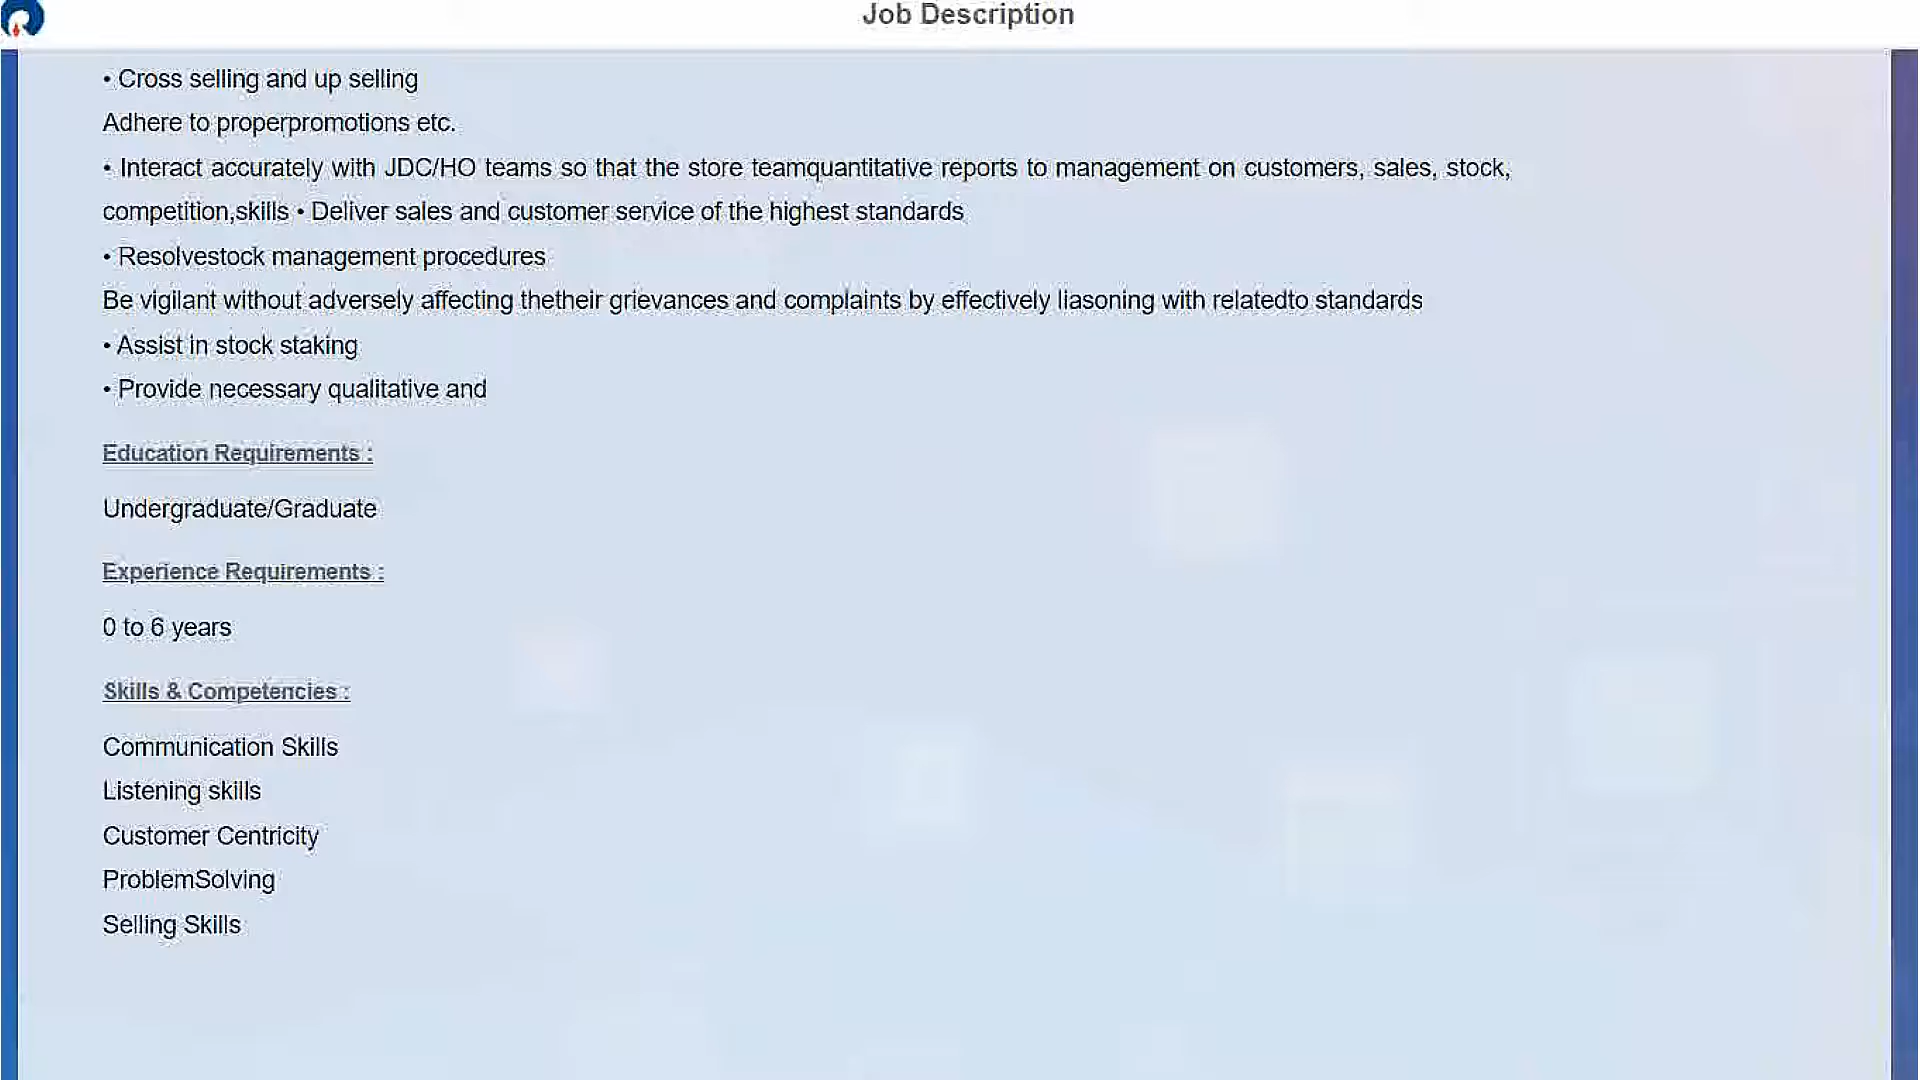 Job Description
• Cross selling and up selling
Adhere to properpromotions etc.
• Interact accurately with JDC/HO teams so that the store teamquantitative reports to management on customers, sales, stock,
competition,skills • Deliver sales and customer service of the highest standards
• Resolvestock management procedures
Be vigilant without adversely affecting thetheir grievances and complaints by effectively liasoning with relatedto standards
• Assist in stock staking
• Provide necessary qualitative and
Education Requirements :
Undergraduate/Graduate
Experience Requirements :
0 to 6 years
Skills & Competencies :
Communication Skills
Listening skills
Customer Centricity
ProblemSolving
Selling Skills